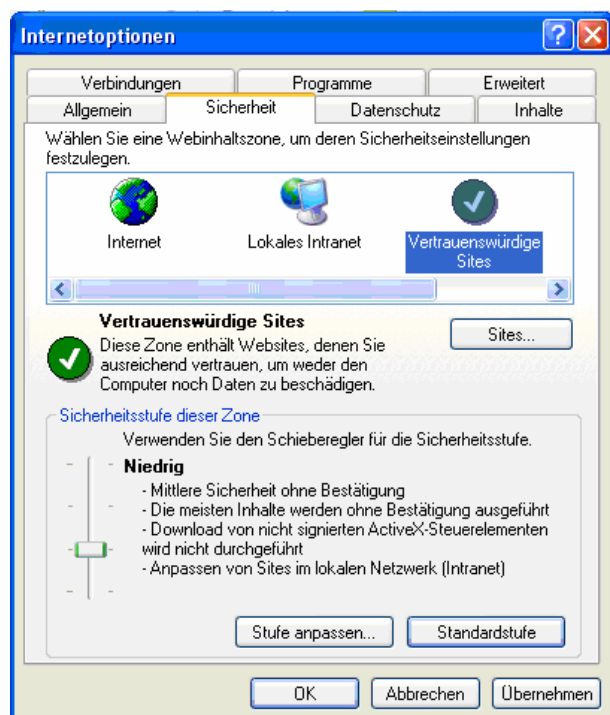 Internetoptionen
Verbindungen Programme Erweitert
Allgemein Sicherheit Datenschutz Inhalte
Wählen Sie eine Webinhaltszone, um deren Sicherheitseinstellungen
festzulegen.
Internet Lokales Intranet Vertrauenswürdige
Sites
Vertrauenswürdige Sites
Sites...
Diese Zone enthält Websites, denen Sie
ausreichend vertrauen, um weder den
Computer noch Daten zu beschädigen.
Sicherheitsstufe dieser Zone
Verwenden Sie den Schieberegler für die Sicherheitsstufe.
Niedrig
- Mittlere Sicherheit ohne Bestätigung
- Die meisten Inhalte werden ohne Bestätigung ausgeführt
- Download von nicht signierten ActiveX-Steuerelementen
wird nicht durchgeführt
- Anpassen von Sites im lokalen Netzwerk (Intranet)
Stufe anpassen... Standardstufe
OK Abbrechen Übernehmen